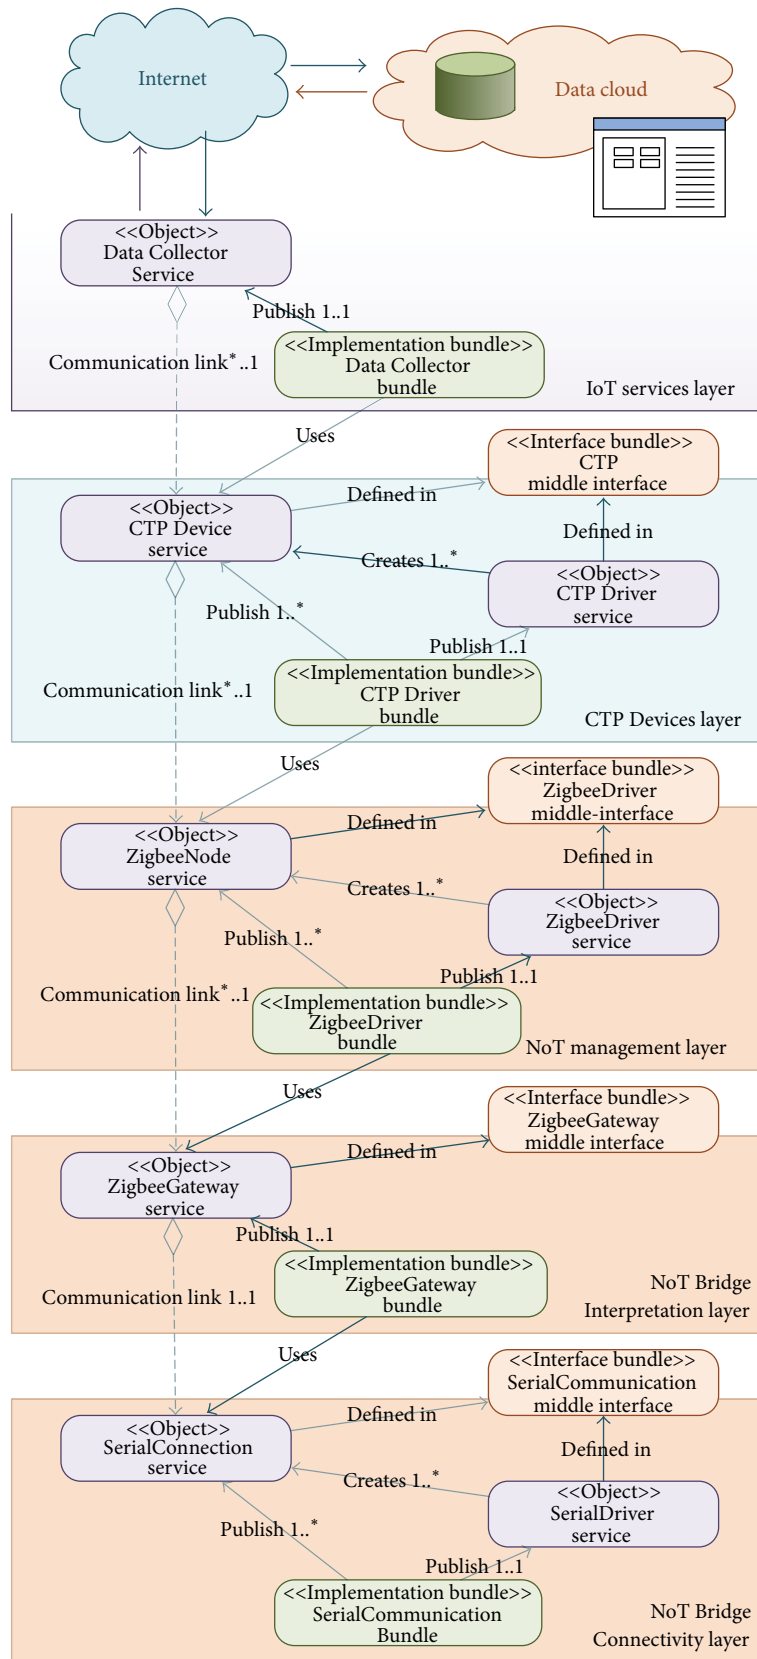 Internet
Data cloud
<<Object>>
Data Collector
Service
Publish 1..1
<<Implementation bundle>>
Data Collector
bundle
Communication link*..1
IoT services layer
Uses
<<Interface bundle>>
CTP
middle interface
Defined in
<<Object>>
CTP Device
service
Defined in
Creates 1..*
<<Object>>
CTP Driver
service
Publish 1..*
Publish 1..1
<<Implementation bundle>>
CTP Driver
bundle
Communication link*..1
CTP Devices layer
Uses
<<interface bundle>>
ZigbeeDriver
middle-interface
Defined in
<<Object>>
ZigbeeNode
service
Defined in
Creates 1..*
<<Object>>
ZigbeeDriver
service
Publish 1..*
Publish 1..1
<<Implementation bundle>>
ZigbeeDriver
bundle
Communication link*..1
NoT management layer
Uses
<<Interface bundle>>
ZigbeeGateway
middle interface
Defined in
<<Object>>
ZigbeeGateway
service
Publish 1..1
<<Implementation bundle>>
ZigbeeGateway
bundle
Communication link 1..1
NoT Bridge
Interpretation layer
Uses
<<Interface bundle>>
SerialCommunication
middle interface
Defined in
<<Object>>
SerialConnection
service
Defined in
Creates 1..*
<<Object>>
SerialDriver
service
Publish 1..*
Publish 1..1
<<Implementation bundle>>
SerialCommunication
Bundle
NoT Bridge
Connectivity layer